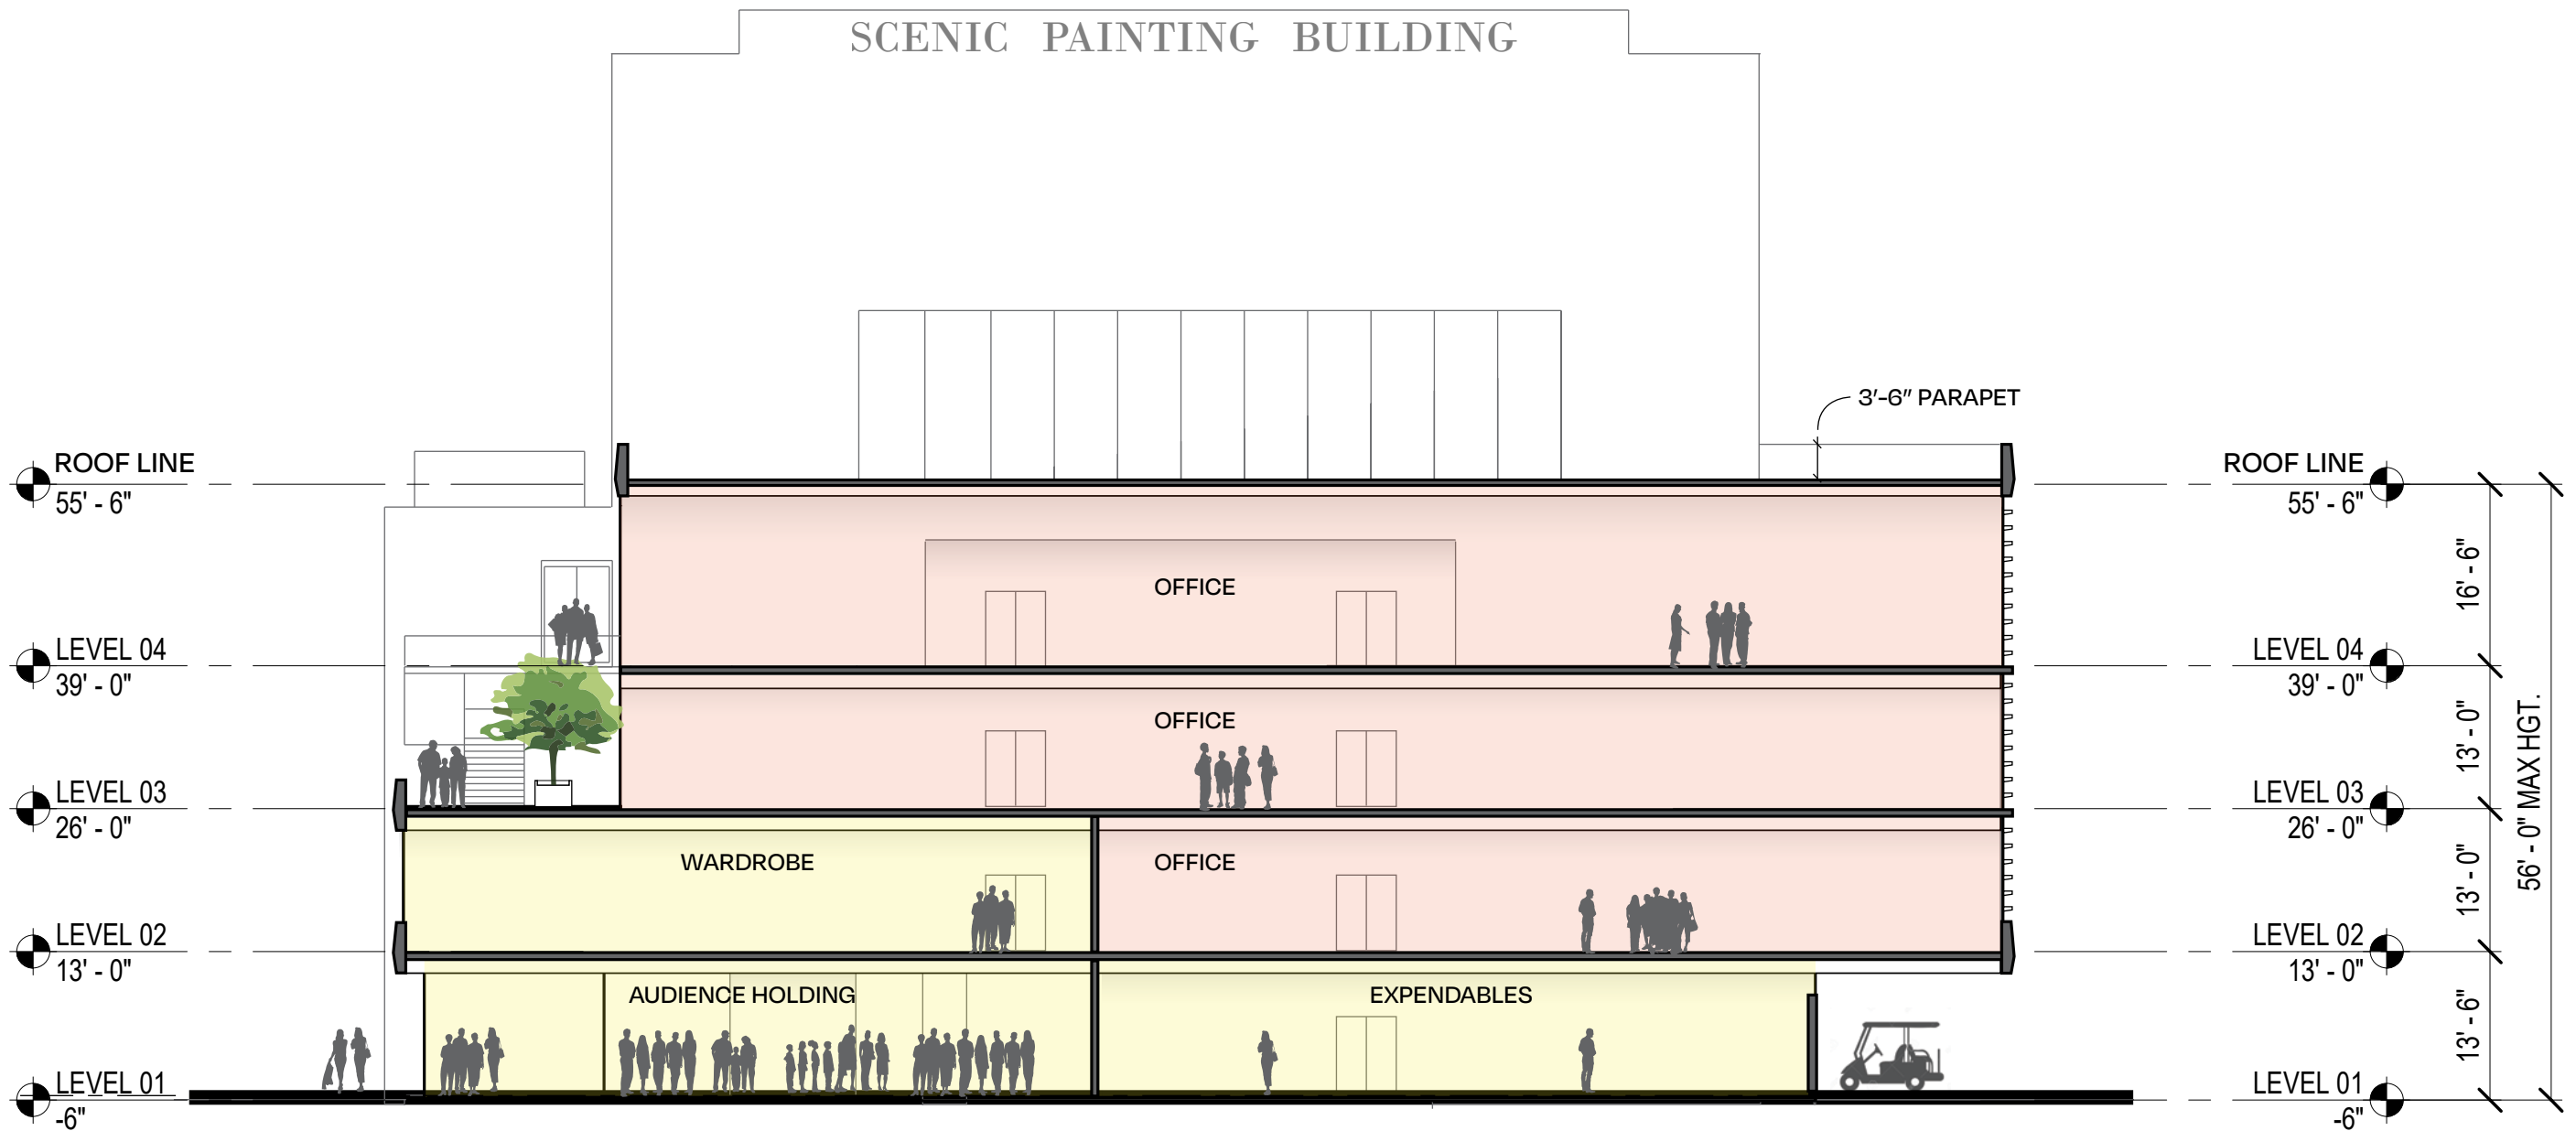 SCENIC PAINTING BUILDING
3'-6" PARAPET
ROOF LINE
55' - 6"
ROOF LINE
55' - 6"
OFFICE
16' - 6"
LEVEL 04
39' - 0"
LEVEL 04
39' - 0"
OFFICE
13' - 0"
56' - 0" MAX HGT.
LEVEL 03
26' - 0"
LEVEL 03
26' - 0"
WARDROBE
OFFICE
13' - 0"
LEVEL 02
13' - 0"
LEVEL 02
13' - 0"
AUDIENCE HOLDING
EXPENDABLES
13' - 6"
LEVEL 01
-6"
LEVEL 01
-6"